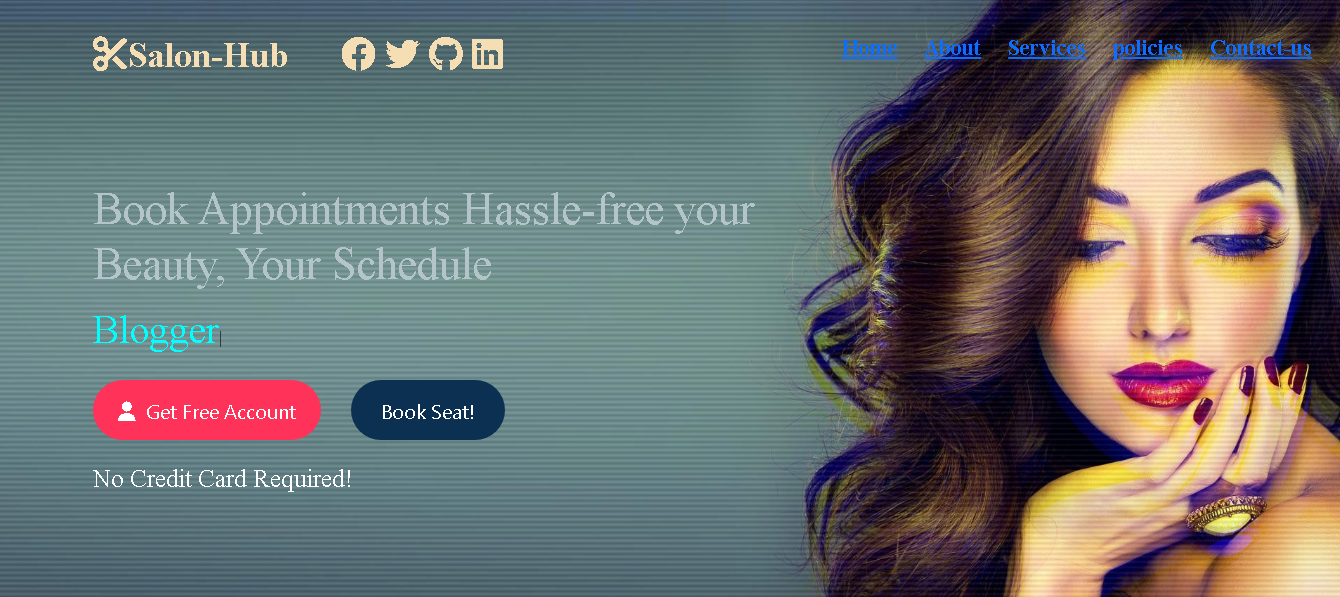 Salon-Hub
Home About Services policies Contact-us
Book Appointments Hassle-free your
Beauty, Your Schedule
Blogger
Get Free Account
Book Seat!
No Credit Card Required!